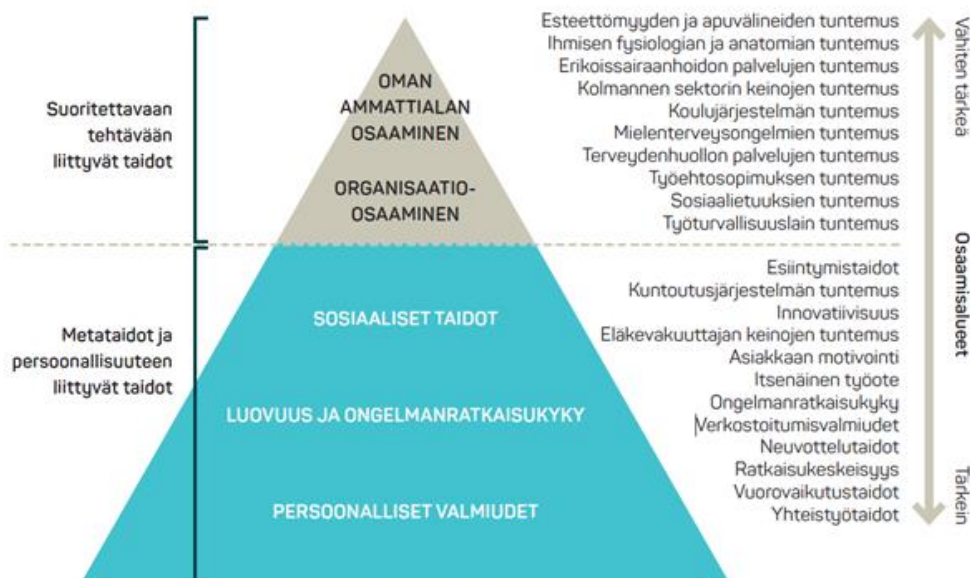 Suoritettavaan
tehtävään
liittyvät taidot
Metataidot ja
persoonallisuuteen
liittyvät taidot
OMAN
AMMATTIALAN
OSAAMINEN
ORGANISAATIO-
OSAAMINEN
SOSIAALISET TAIDOT
LUOVUUS JA ONGELMANRATKAISUKYKY
PERSOONALLISET VALMIUDET
Esteettömyyden ja apuvälineiden tuntemus
Ihmisen fysiologian ja anatomian tuntemus
Erikoissairaanhoidon palvelujen tuntemus
Kolmannen sektorin keinojen tuntemus
Koulujärjestelmän tuntemus
Mielenterveysongelmien tuntemus
Terveydenhuollon palvelujen tuntemus
Työehtosopimuksen tuntemus
Sosiaalietuuksien tuntemus
Työturvallisuuslain tuntemus
Esiintymistaidot
Kuntoutusjärjestelmän tuntemus
Innovatiivisuus
Eläkevakuuttajan keinojen tuntemus
Asiakkaan motivointi
Itsenäinen työote
Ongelmanratkaisukyky
Verkostoitumisvalmiudet
Neuvottelutaidot
Ratkaisukeskeisyys
Vuorovaikutustaidot
Yhteistyötaidot
Vähiten tärkeä
Osaamisalueet
Tärkein